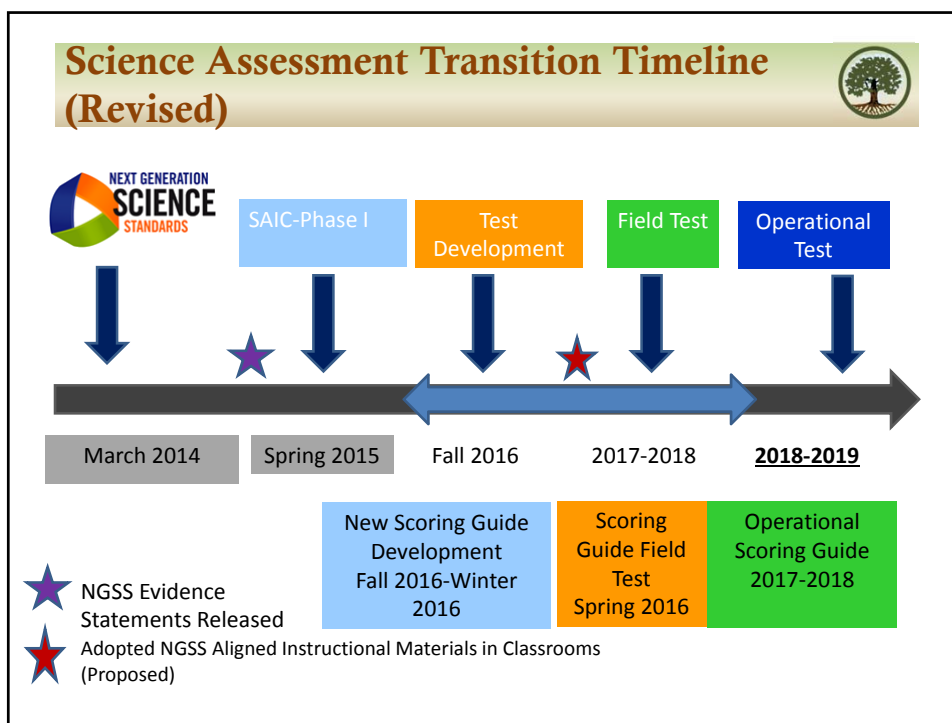 Science Assessment Transition Timeline
(Revised)
NEXT GENERATION
SCIENCE
STANDARDS
SAIC-Phase I
Test
Development
Field Test
Operational
Test
March 2014
Spring 2015
Fall 2016
2017-2018
2018-2019
New Scoring Guide
Development
Fall 2016-Winter
2016
Scoring
Guide Field
Test
Spring 2016
Operational
Scoring Guide
2017-2018
NGSS Evidence
Statements Released
Adopted NGSS Aligned Instructional Materials in Classrooms
(Proposed)